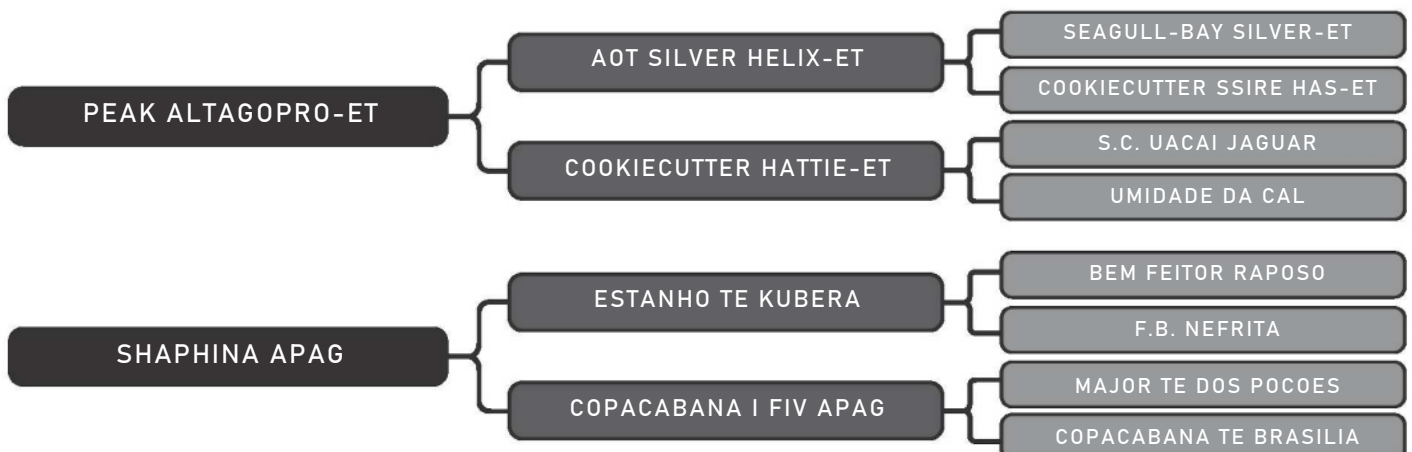 SEAGULL-BAY SILVER-ET
AOT SILVER HELIX-ET
COOKIECUTTER SSIRE HAS-ET
PEAK ALTAGOPRO-ET
S.C. UACAI JAGUAR
COOKIECUTTER HATTIE-ET
UMIDADE DA CAL
BEM FEITOR RAPOSO
ESTANHO TE KUBERA
F.B. NEFRITA
SHAPHINA APAG
MAJOR TE DOS POCOES
COPACABANA I FIV APAG
COPACABANA TE BRASILIA